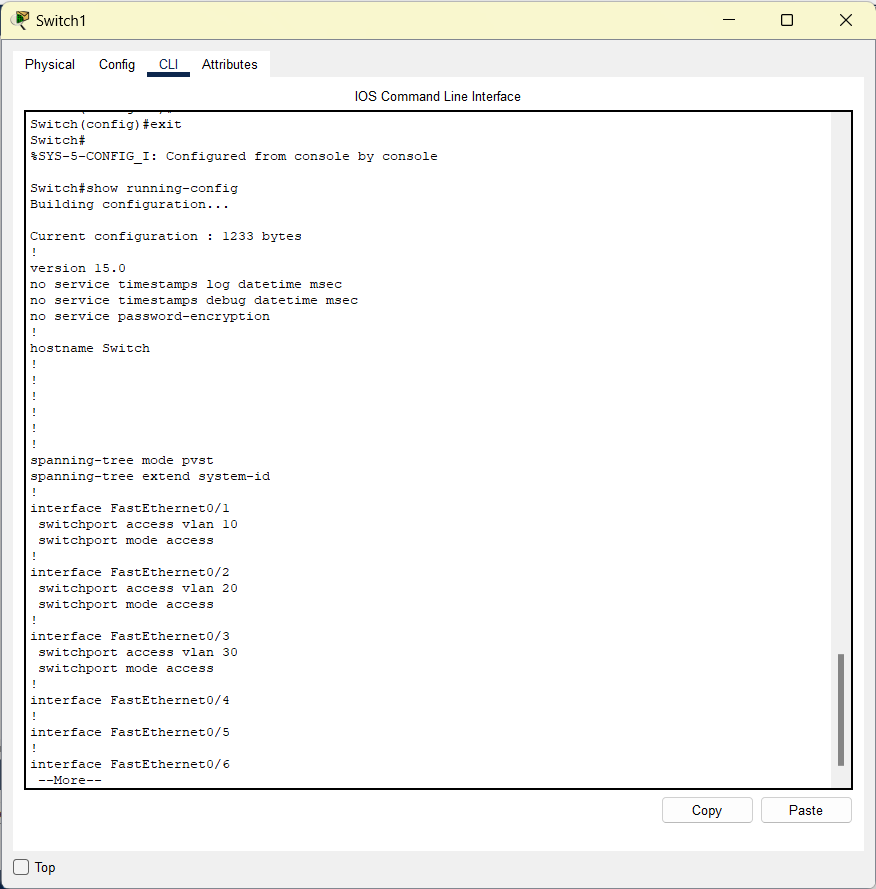 Switch1
Physical Config CLI Attributes
IOS Command Line Interface
Switch(config)#exit
Switch#
%SYS-5-CONFIG_I: Configured from console by console
Switch#show running-config
Building configuration...
Current configuration : 1233 bytes
!
version 15.0
no service timestamps log datetime msec
no service timestamps debug datetime msec
no service password-encryption
!
hostname Switch
!
!
!
!
!
!
spanning-tree mode pvst
spanning-tree extend system-id
!
interface FastEthernet0/1
 switchport access vlan 10
 switchport mode access
!
interface FastEthernet0/2
 switchport access vlan 20
 switchport mode access
!
interface FastEthernet0/3
 switchport access vlan 30
 switchport mode access
!
interface FastEthernet0/4
!
interface FastEthernet0/5
!
interface FastEthernet0/6
 --More--
Copy Paste
Top